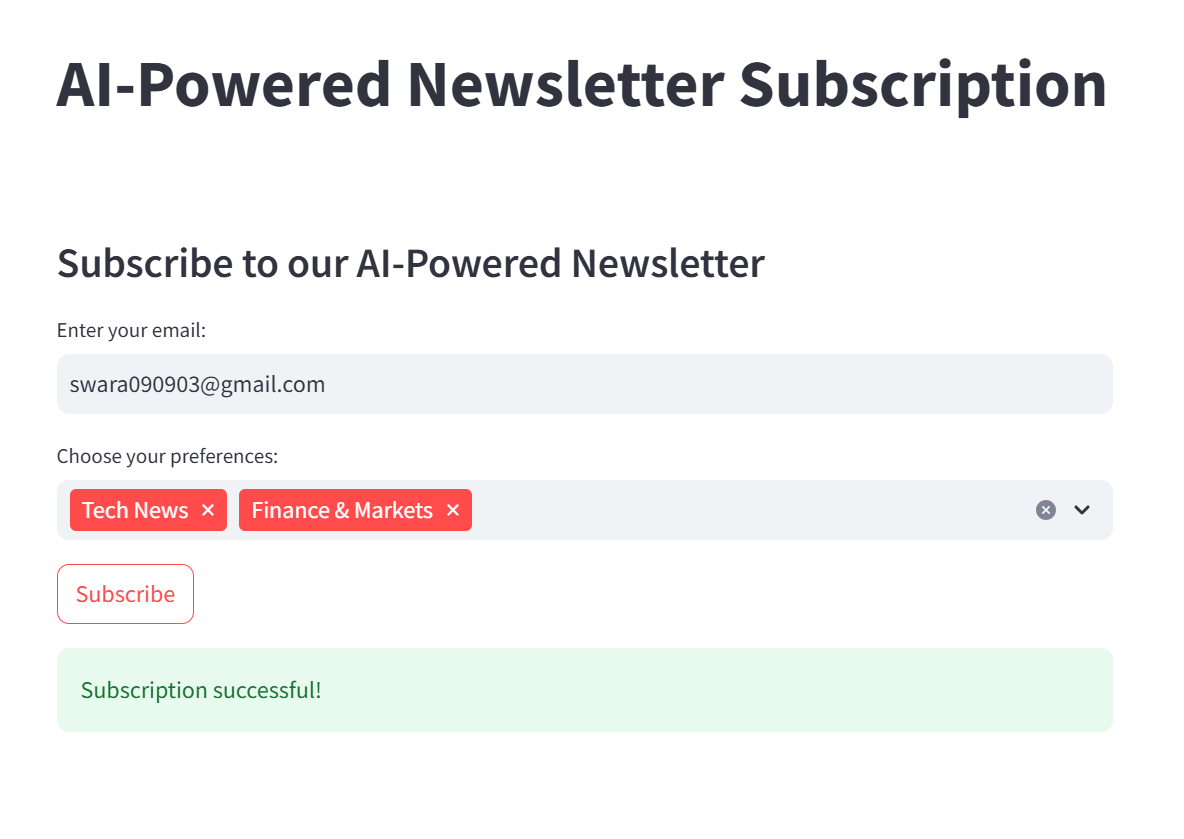 AI-Powered Newsletter Subscription
Subscribe to our AI-Powered Newsletter
Enter your email:
swara090903@gmail.com
Choose your preferences:
Tech News Finance & Markets
Subscribe
Subscription successful!